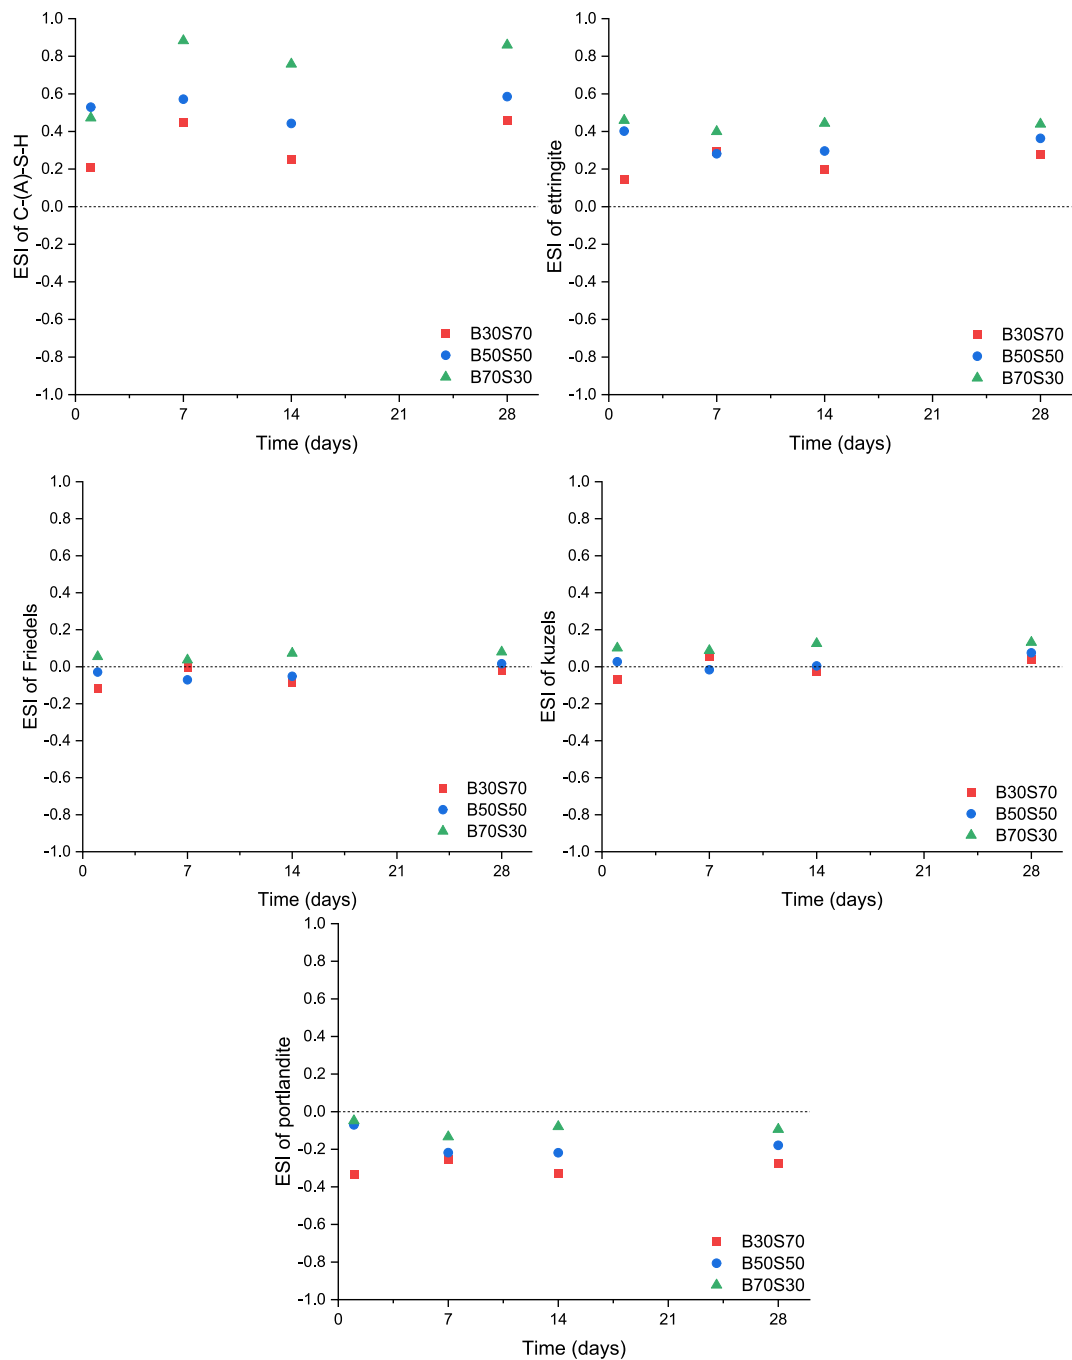 1.0
0.8
0.6
0.4
0.2
0.0
-0.2
-0.4
-0.6
-0.8
-1.0
ESI of C-(A)-S-H
B30S70
B50S50
B70S30
0 7 14 21 28
Time (days)
1.0
0.8
0.6
0.4
0.2
0.0
-0.2
-0.4
-0.6
-0.8
-1.0
ESI of ettringite
B30S70
B50S50
B70S30
0 7 14 21 28
Time (days)
1.0
0.8
0.6
0.4
0.2
0.0
-0.2
-0.4
-0.6
-0.8
-1.0
ESI of Friedels
B30S70
B50S50
B70S30
0 7 14 21 28
Time (days)
1.0
0.8
0.6
0.4
0.2
0.0
-0.2
-0.4
-0.6
-0.8
-1.0
ESI of kuzels
B30S70
B50S50
B70S30
0 7 14 21 28
Time (days)
1.0
0.8
0.6
0.4
0.2
0.0
-0.2
-0.4
-0.6
-0.8
-1.0
ESI of portlandite
B30S70
B50S50
B70S30
0 7 14 21 28
Time (days)